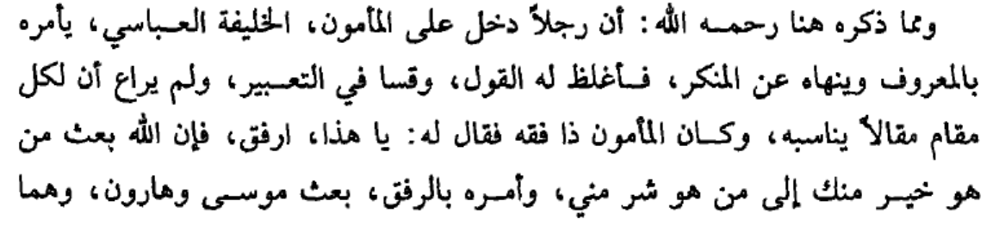 ومما ذكره هنا رحمه الله: أن رجلاً دخل على المأمون، الخليفة العباسي، يأمره
بالمعروف وينهاه عن المنكر، فأغلظ له القول، وقسا في التعبير، ولم يراع أن لكل
مقام مقالاً يناسبه، وكان المأمون ذا فقه فقال له: يا هذا، ارفق، فإن الله بعث من
هو خير منك إلى من هو شر مني، وأمره بالرفق، بعث موسى وهارون، وهما